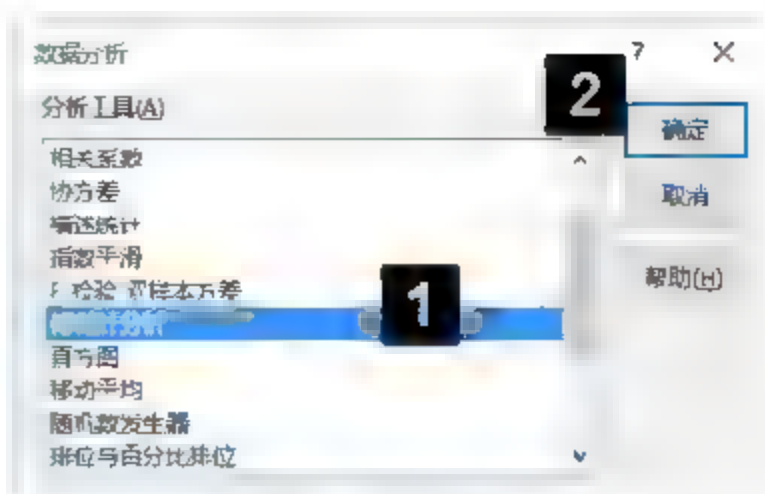 数据分析
?
×
分析工具(A)
2
确定
相关系数
协方差
取消
描述统计
指数平滑
帮助(H)
F-检验 双样本方差
1
直方图
移动平均
随机数发生器
排位与百分比排位